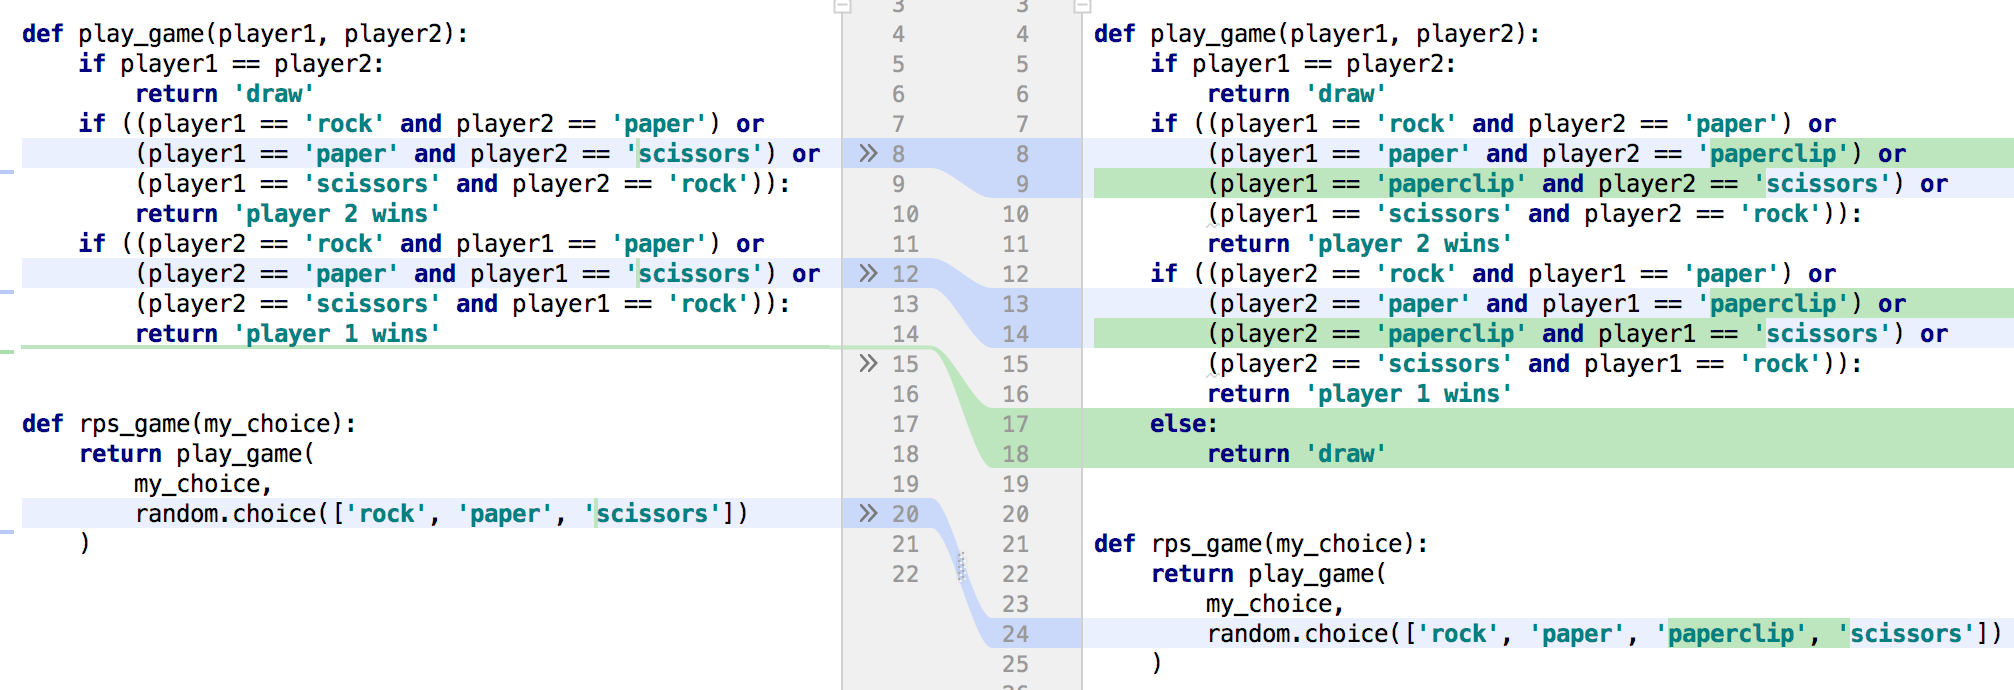 def play_game(player1, player2):
    if player1 == player2:
        return 'draw'
    if ((player1 == 'rock' and player2 == 'paper') or
        (player1 == 'paper' and player2 == 'scissors') or
        (player1 == 'scissors' and player2 == 'rock')):
        return 'player 2 wins'
    if ((player2 == 'rock' and player1 == 'paper') or
        (player2 == 'paper' and player1 == 'scissors') or
        (player2 == 'scissors' and player1 == 'rock')):
        return 'player 1 wins'
def rps_game(my_choice):
    return play_game(
        my_choice,
        random.choice(['rock', 'paper', 'scissors'])
    )
3 3
4 4
5 5
6 6
7 7
» 8 8
9 9
10 10
11 11
» 12 12
13 13
14 14
» 15 15
16 16
17 17
18 18
19 19
» 20 20
21 21
22 22
23
24
25
26
def play_game(player1, player2):
    if player1 == player2:
        return 'draw'
    if ((player1 == 'rock' and player2 == 'paper') or
        (player1 == 'paper' and player2 == 'paperclip') or
        (player1 == 'paperclip' and player2 == 'scissors') or
        (player1 == 'scissors' and player2 == 'rock')):
        return 'player 2 wins'
    if ((player2 == 'rock' and player1 == 'paper') or
        (player2 == 'paper' and player1 == 'paperclip') or
        (player2 == 'paperclip' and player1 == 'scissors') or
        (player2 == 'scissors' and player1 == 'rock')):
        return 'player 1 wins'
    else:
        return 'draw'
def rps_game(my_choice):
    return play_game(
        my_choice,
        random.choice(['rock', 'paper', 'paperclip', 'scissors'])
    )